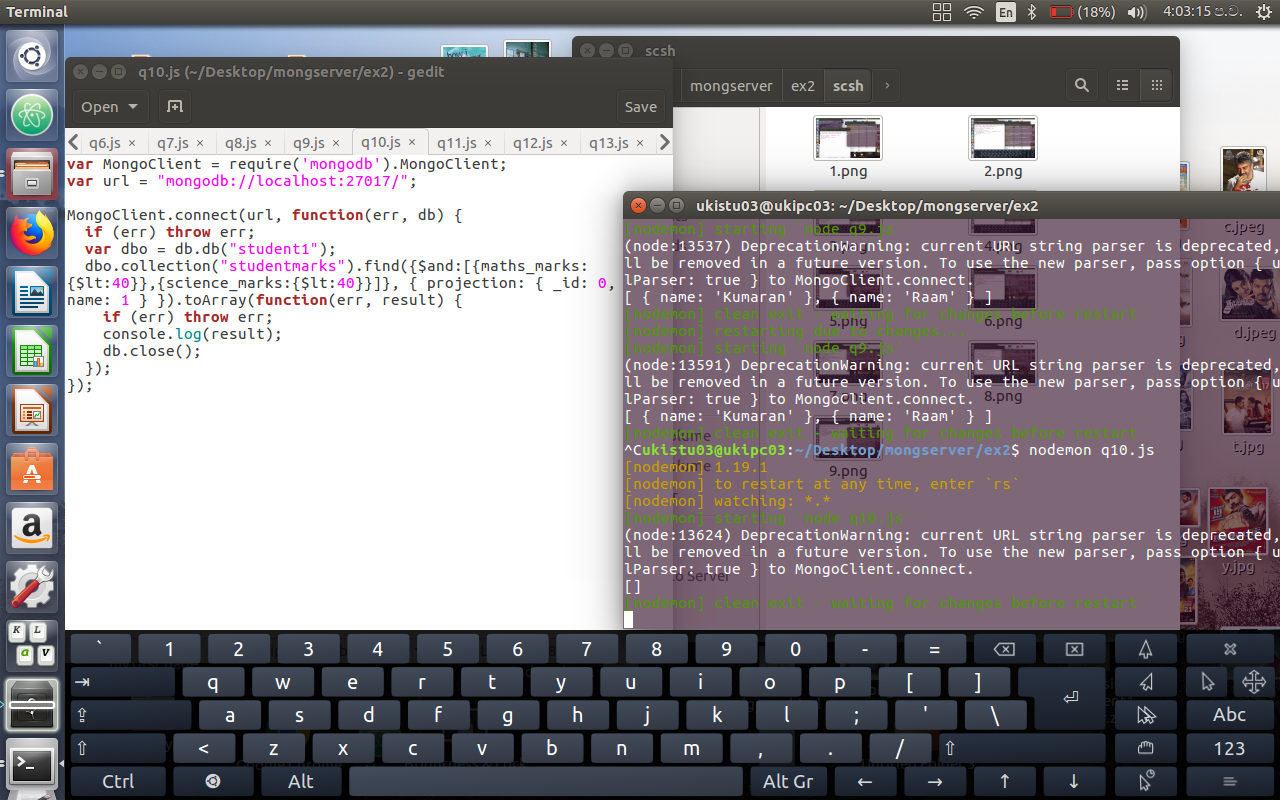 Terminal
En
(18%)
4:03:15 ප.ව.
scsh
q10.js (~/Desktop/mongserver/ex2) - gedit
Open
Save
mongserver
ex2
scsh
q6.js ×
q7.js ×
q8.js ×
q9.js ×
q10.js ×
q11.js ×
q12.js ×
q13.js ×
var MongoClient = require('mongodb').MongoClient;
var url = "mongodb://localhost:27017/";
MongoClient.connect(url, function(err, db) {
if (err) throw err;
var dbo = db.db("student1");
dbo.collection("studentmarks").find({$and:[{maths_marks:
{$lt:40}},{science_marks:{$lt:40}}]}, { projection: { _id: 0,
name: 1 } }).toArray(function(err, result) {
if (err) throw err;
console.log(result);
db.close();
});
});
1.png
2.png
ukistu03@ukipc03: ~/Desktop/mongserver/ex2
[nodemon] starting `node q9.js`
(node:13537) DeprecationWarning: current URL string parser is deprecated,
ll be removed in a future version. To use the new parser, pass option { u
lParser: true } to MongoClient.connect.
[ { name: 'Kumaran' }, { name: 'Raam' } ]
[nodemon] clean exit - waiting for changes before restart
[nodemon] restarting due to changes...
[nodemon] starting `node q9.js`
(node:13591) DeprecationWarning: current URL string parser is deprecated,
ll be removed in a future version. To use the new parser, pass option { u
lParser: true } to MongoClient.connect.
[ { name: 'Kumaran' }, { name: 'Raam' } ]
[nodemon] clean exit - waiting for changes before restart
^Cukistu03@ukipc03:~/Desktop/mongserver/ex2$ nodemon q10.js
[nodemon] 1.19.1
[nodemon] to restart at any time, enter `rs`
[nodemon] watching: *.*
[nodemon] starting `node q10.js`
(node:13624) DeprecationWarning: current URL string parser is deprecated,
ll be removed in a future version. To use the new parser, pass option { u
lParser: true } to MongoClient.connect.
[]
[nodemon] clean exit - waiting for changes before restart
5.png
6.png
8.png
9.png
to Server
c.jpeg
d.jpeg
t.jpg
y.jpg
K L
a v
` 1 2 3 4 5 6 7 8 9 0 - =
q w e r t y u i o p [ ]
a s d f g h j k l ; ' \
Abc
< z x c v b n m , . /
123
Ctrl
Alt
Alt Gr